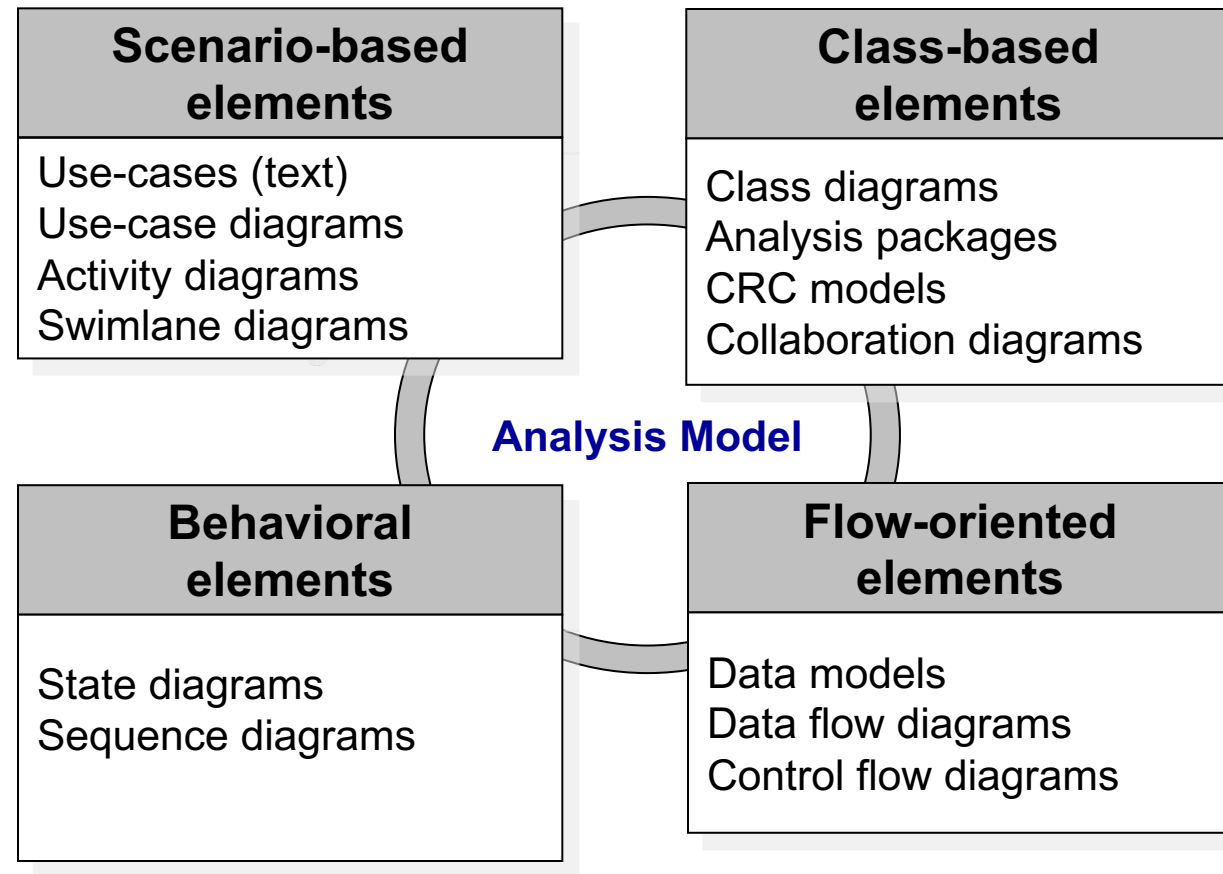 Scenario-based
elements
Use-cases (text)
Use-case diagrams
Activity diagrams
Swimlane diagrams
Class-based
elements
Class diagrams
Analysis packages
CRC models
Collaboration diagrams
Analysis Model
Behavioral
elements
State diagrams
Sequence diagrams
Flow-oriented
elements
Data models
Data flow diagrams
Control flow diagrams